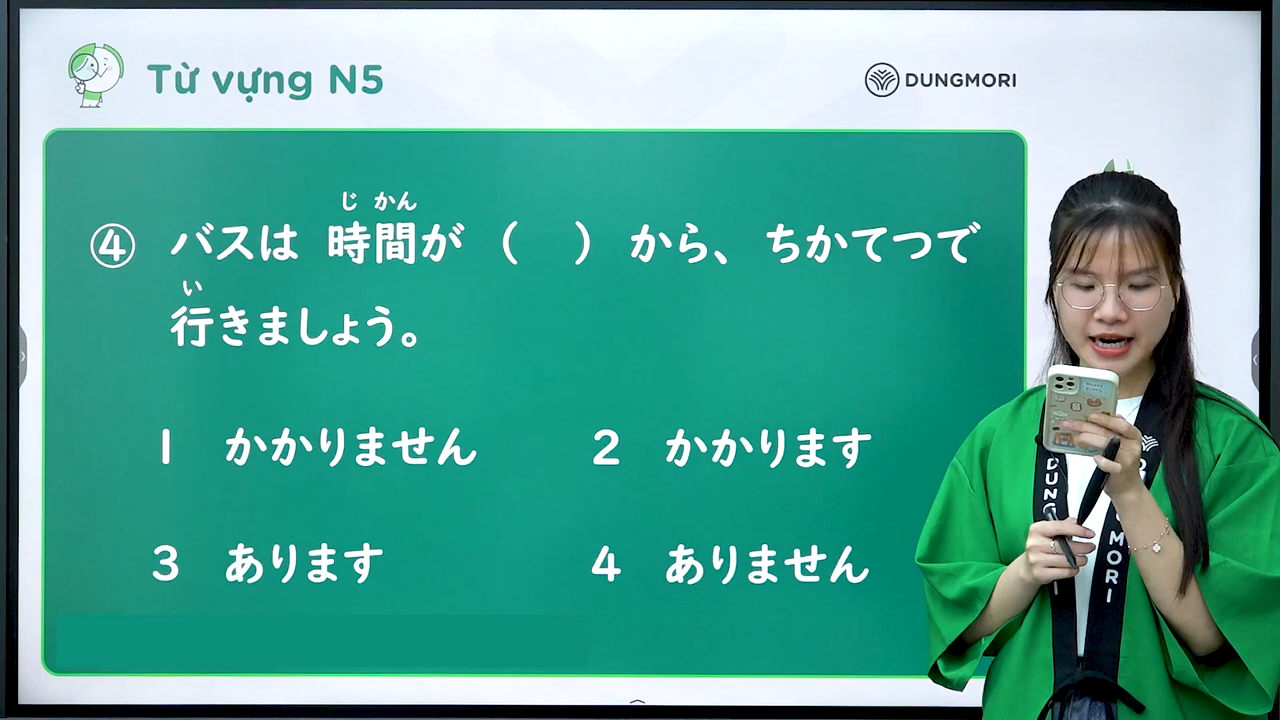 Từ vựng N5
DUNGMORI
じ かん
④ バスは 時間が ( ) から、ちかてつで
い
行きましょう。
1 かかりません 2 かかります
3 あります 4 ありません
DUNG
MORI